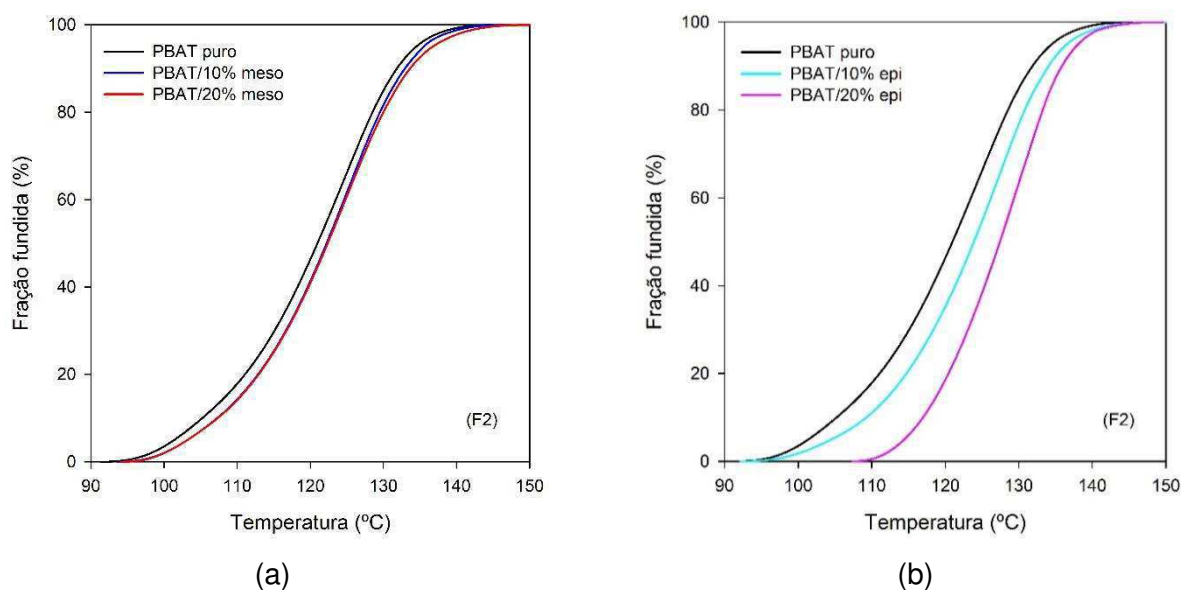 100
80
60
40
20
0
Fração fundida (%)
PBAT puro
PBAT/10% meso
PBAT/20% meso
(F2)
90 100 110 120 130 140 150
Temperatura (ºC)
(a)
100
80
60
40
20
0
Fração fundida (%)
PBAT puro
PBAT/10% epi
PBAT/20% epi
(F2)
90 100 110 120 130 140 150
Temperatura (ºC)
(b)